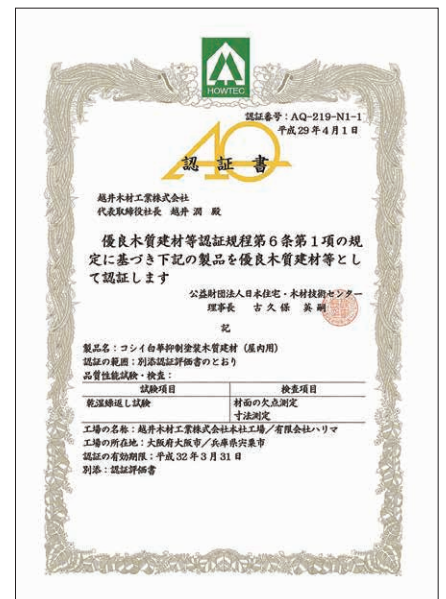 HOWTEC
認証番号：AQ-219-N1-1
平成29年4月1日
AQ
認 証 書
越井木材工業株式会社
代表取締役社長 越井 潤 殿
優良木質建材等認証規程第6条第1項の規
定に基づき下記の製品を優良木質建材等とし
て認証します
公益財団法人日本住宅・木材技術センター
理事長 古久保 英嗣
記
製品名：コシイ白華抑制塗装木質建材（屋内用）
認証の範囲：別添認証評価書のとおり
品質性能試験・検査：
試験項目 検査項目
乾湿繰返し試験 材面の欠点測定
寸法測定
工場の名称：越井木材工業株式会社本社工場／有限会社ハリマ
工場の所在地：大阪府大阪市／兵庫県宍粟市
認証の有効期限：平成32年3月31日
別添：認証評価書